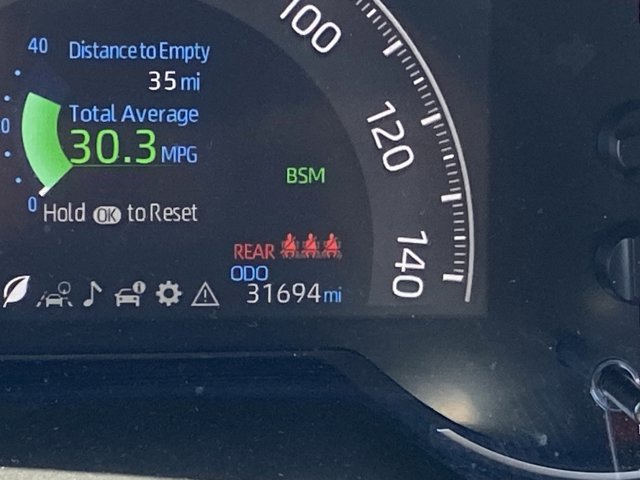 100
40
Distance to Empty
35 mi
Total Average
30.3 MPG
120
BSM
0
Hold OK to Reset
REAR
ODO
31694 mi
140